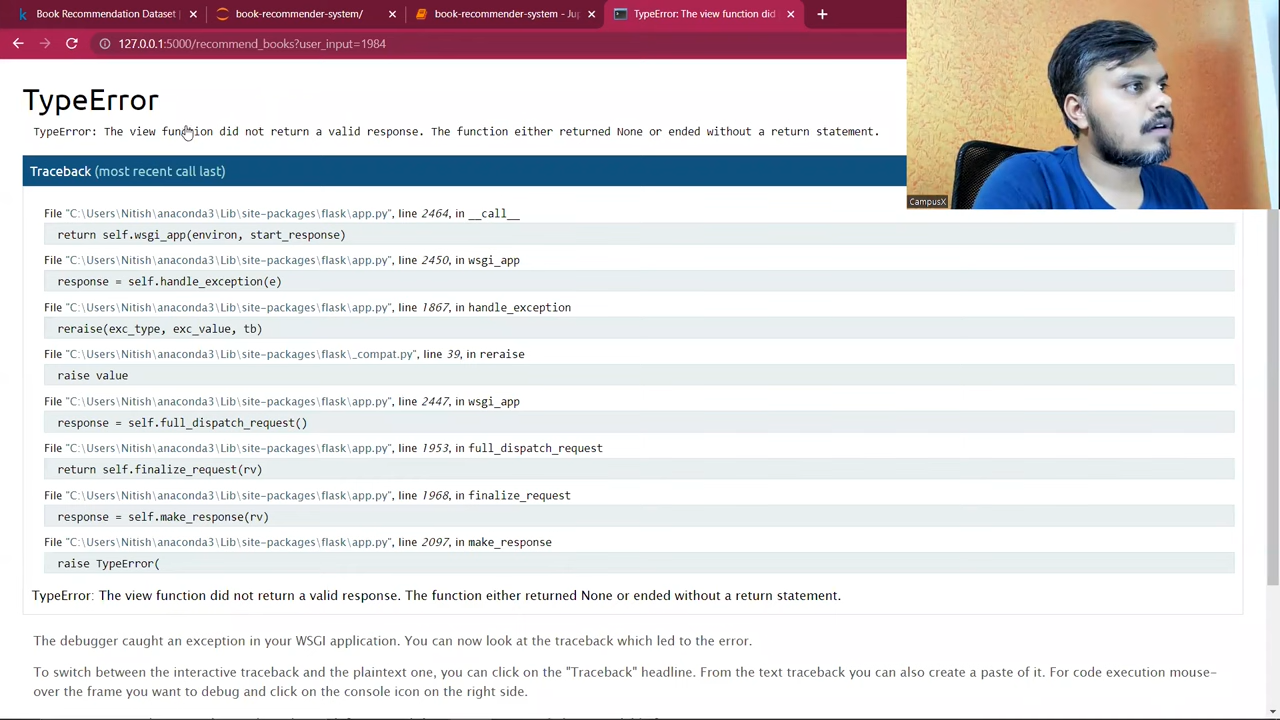 Book Recommendation Dataset |
book-recommender-system/
book-recommender-system - Jup
TypeError: The view function did
127.0.0.1:5000/recommend_books?user_input=1984
CampusX
TypeError
TypeError: The view function did not return a valid response. The function either returned None or ended without a return statement.
Traceback (most recent call last)
File "C:\Users\Nitish\anaconda3\Lib\site-packages\flask\app.py", line 2464, in __call__
return self.wsgi_app(environ, start_response)
File "C:\Users\Nitish\anaconda3\Lib\site-packages\flask\app.py", line 2450, in wsgi_app
response = self.handle_exception(e)
File "C:\Users\Nitish\anaconda3\Lib\site-packages\flask\app.py", line 1867, in handle_exception
reraise(exc_type, exc_value, tb)
File "C:\Users\Nitish\anaconda3\Lib\site-packages\flask\_compat.py", line 39, in reraise
raise value
File "C:\Users\Nitish\anaconda3\Lib\site-packages\flask\app.py", line 2447, in wsgi_app
response = self.full_dispatch_request()
File "C:\Users\Nitish\anaconda3\Lib\site-packages\flask\app.py", line 1953, in full_dispatch_request
return self.finalize_request(rv)
File "C:\Users\Nitish\anaconda3\Lib\site-packages\flask\app.py", line 1968, in finalize_request
response = self.make_response(rv)
File "C:\Users\Nitish\anaconda3\Lib\site-packages\flask\app.py", line 2097, in make_response
raise TypeError(
TypeError: The view function did not return a valid response. The function either returned None or ended without a return statement.
The debugger caught an exception in your WSGI application. You can now look at the traceback which led to the error.
To switch between the interactive traceback and the plaintext one, you can click on the "Traceback" headline. From the text traceback you can also create a paste of it. For code execution mouse-
over the frame you want to debug and click on the console icon on the right side.